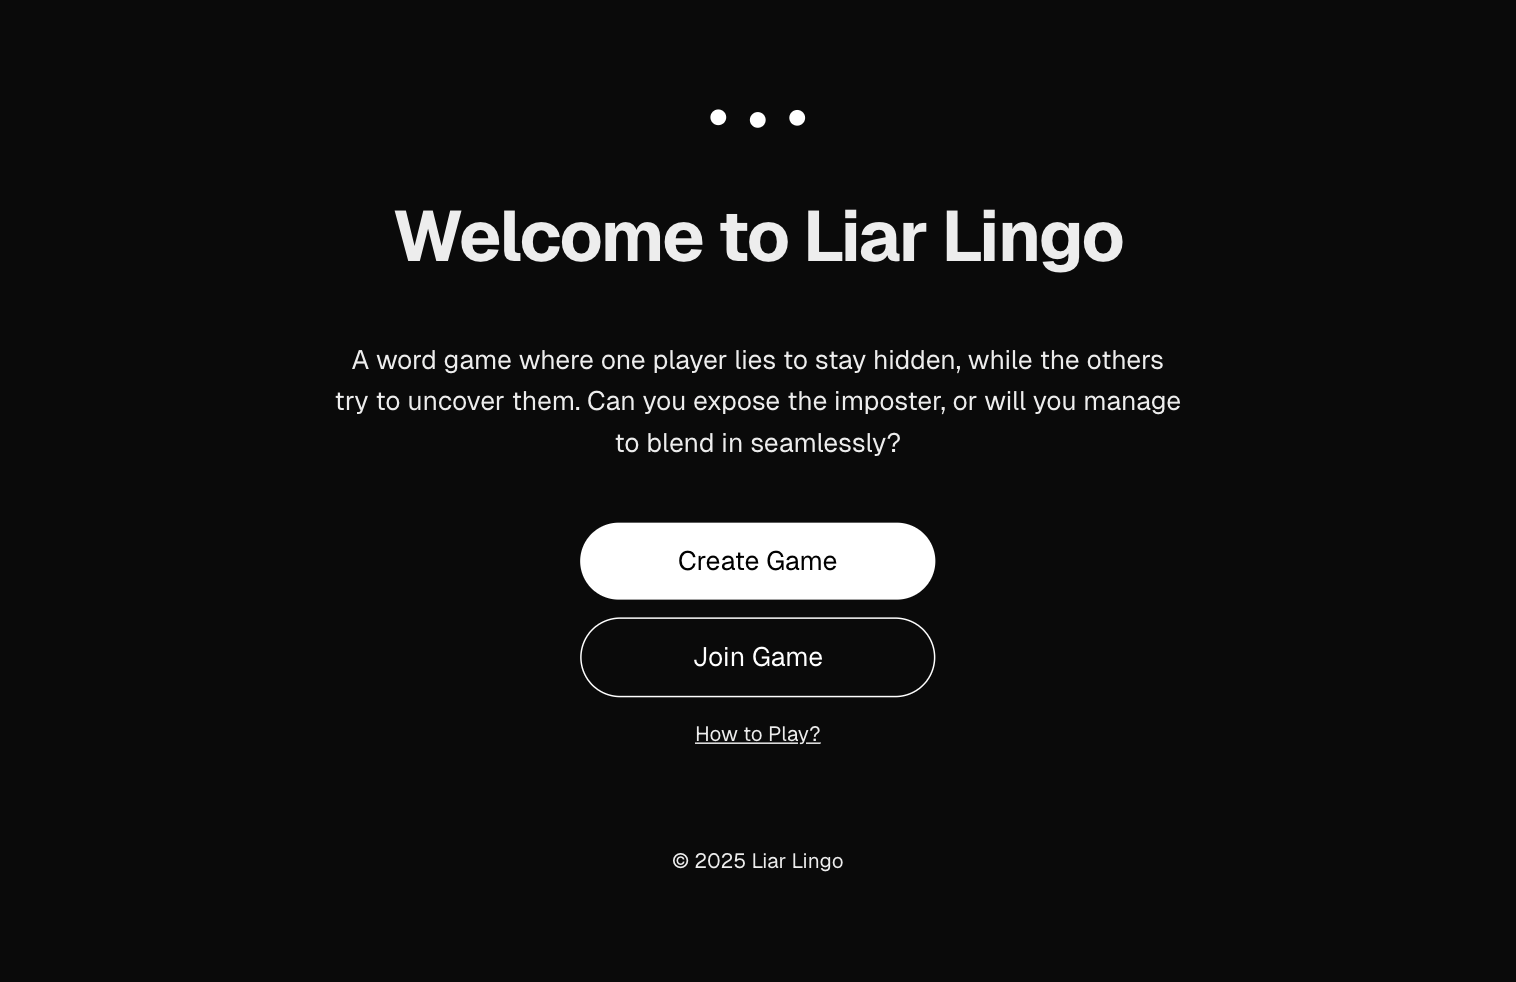 Welcome to Liar Lingo
A word game where one player lies to stay hidden, while the others
try to uncover them. Can you expose the imposter, or will you manage
to blend in seamlessly?
Create Game
Join Game
How to Play?
© 2025 Liar Lingo